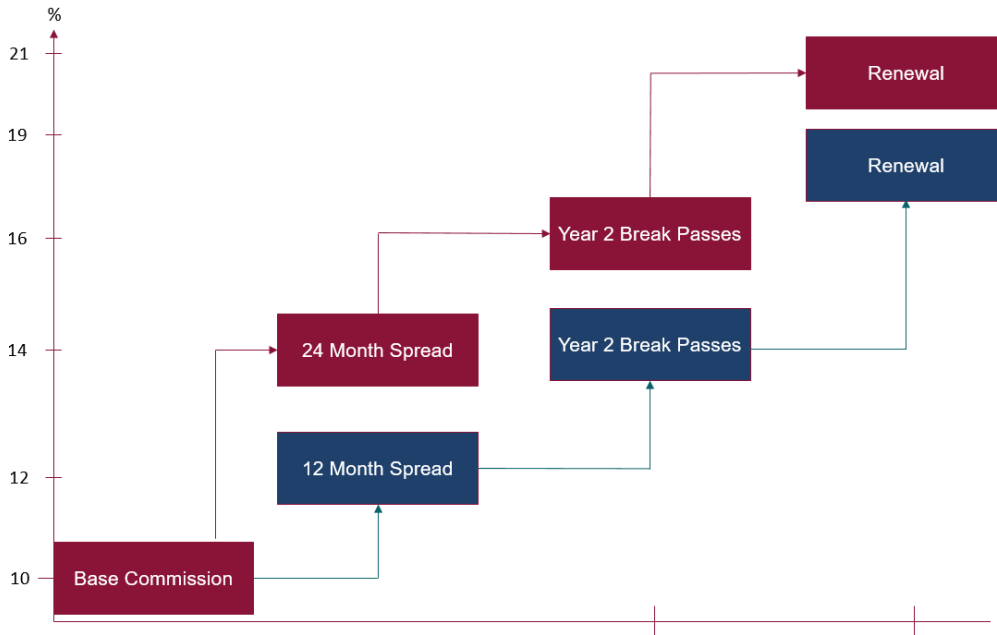 %
21
Renewal
19
Renewal
16
Year 2 Break Passes
14
24 Month Spread
Year 2 Break Passes
12
12 Month Spread
10
Base Commission